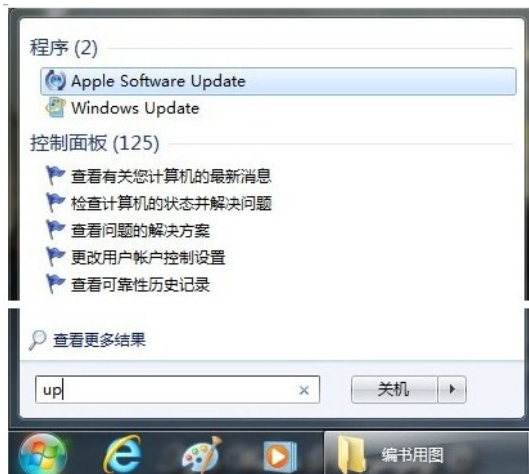 程序 (2)
Apple Software Update
Windows Update
控制面板 (125)
查看有关您计算机的最新消息
检查计算机的状态并解决问题
查看问题的解决方案
更改用户帐户控制设置
查看可靠性历史记录
查看更多结果
up
关机
编书用图